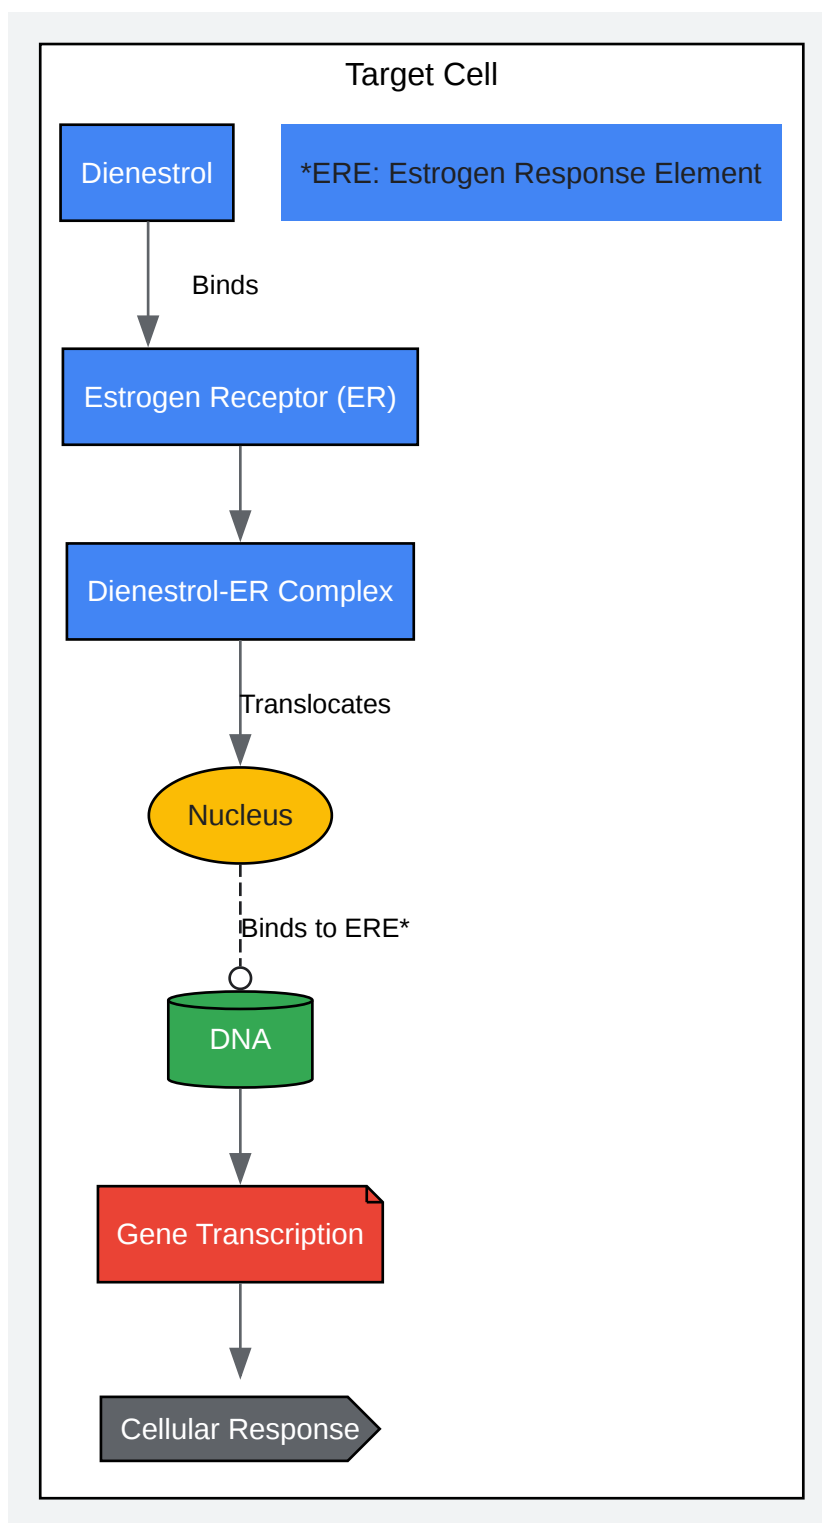 Target Cell
Dienestrol
*ERE: Estrogen Response Element
Binds
Estrogen Receptor (ER)
Dienestrol-ER Complex
Translocates
Nucleus
Binds to ERE*
DNA
Gene Transcription
Cellular Response